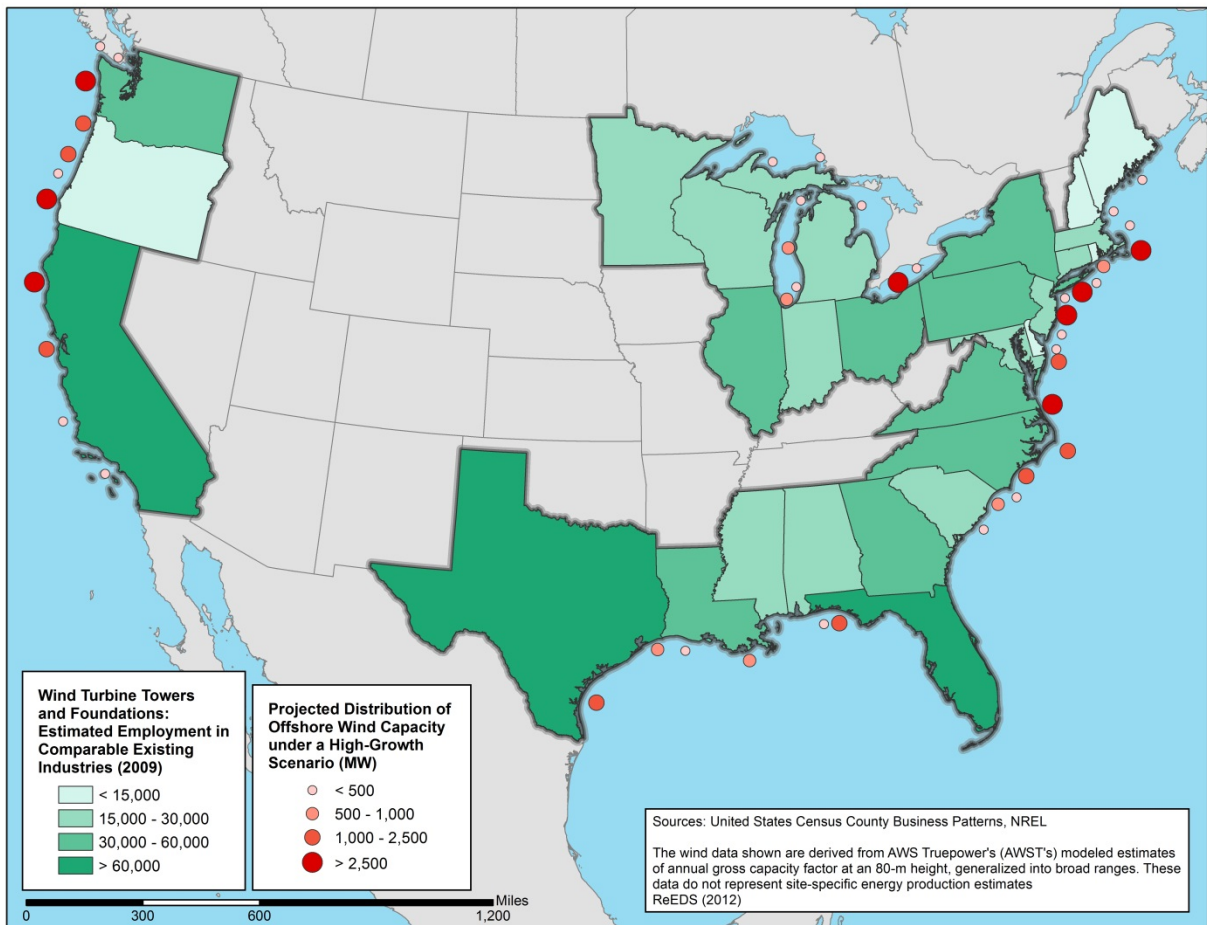 Wind Turbine Towers
and Foundations:
Estimated Employment in
Comparable Existing
Industries (2009)
< 15,000
15,000 - 30,000
30,000 - 60,000
> 60,000
Projected Distribution of
Offshore Wind Capacity
under a High-Growth
Scenario (MW)
< 500
500 - 1,000
1,000 - 2,500
> 2,500
Sources: United States Census County Business Patterns, NREL
The wind data shown are derived from AWS Truepower's (AWST's) modeled estimates
of annual gross capacity factor at an 80-m height, generalized into broad ranges. These
data do not represent site-specific energy production estimates
ReEDS (2012)
Miles
0 300 600 1,200